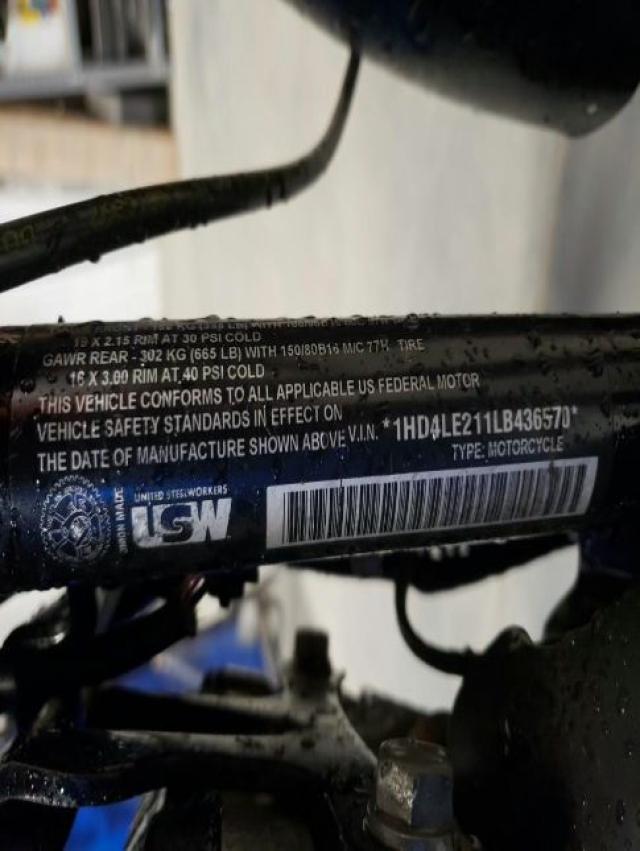 19 X 2.15 RIM AT 30 PSI COLD
GAWR REAR - 302 KG (665 LB) WITH 150/80B16 M/C 77H TIRE
16 X 3.00 RIM AT 40 PSI COLD
THIS VEHICLE CONFORMS TO ALL APPLICABLE US FEDERAL MOTOR
VEHICLE SAFETY STANDARDS IN EFFECT ON
THE DATE OF MANUFACTURE SHOWN ABOVE V.I.N. *1HD4LE211LB436570*
TYPE: MOTORCYCLE
UNION MADE
UNITED STEELWORKERS
USW